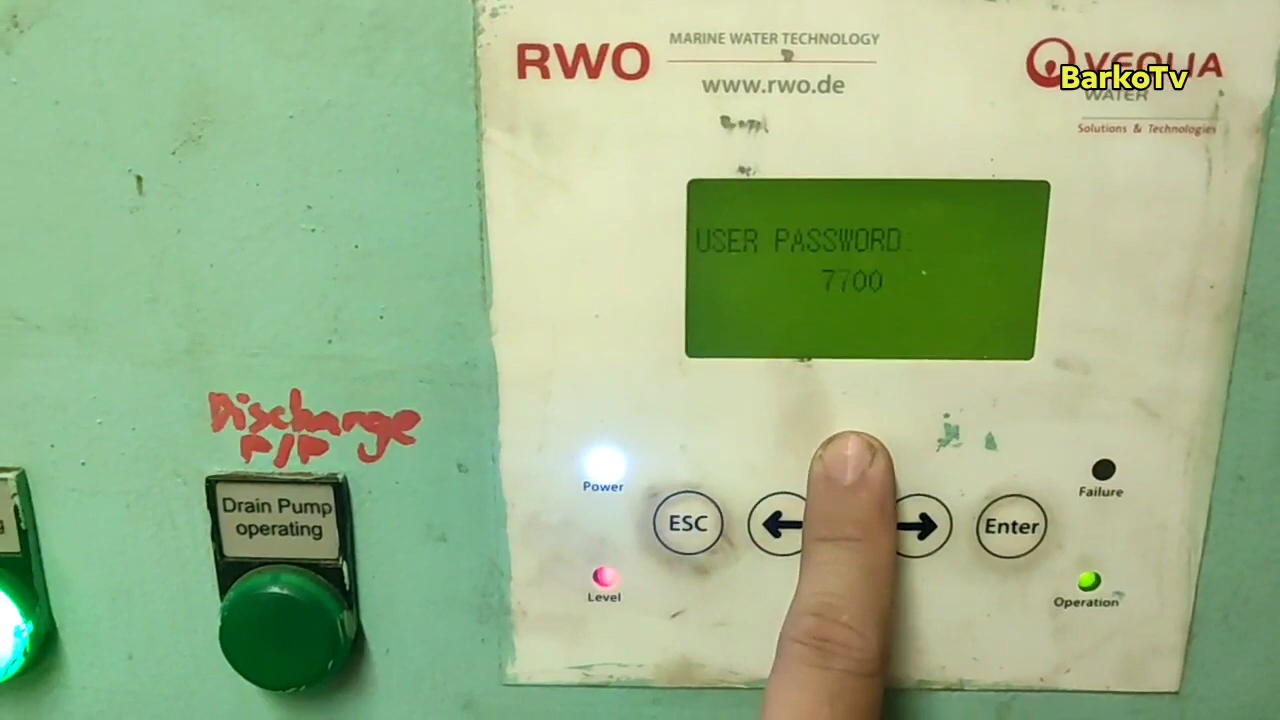 RWO
MARINE WATER TECHNOLOGY
www.rwo.de
VEOLIA
WATER
Solutions & Technologies
BarkoTv
USER PASSWORD:
7700
Discharge
P/P
Drain Pump
operating
Power
Failure
ESC
Enter
Level
Operation